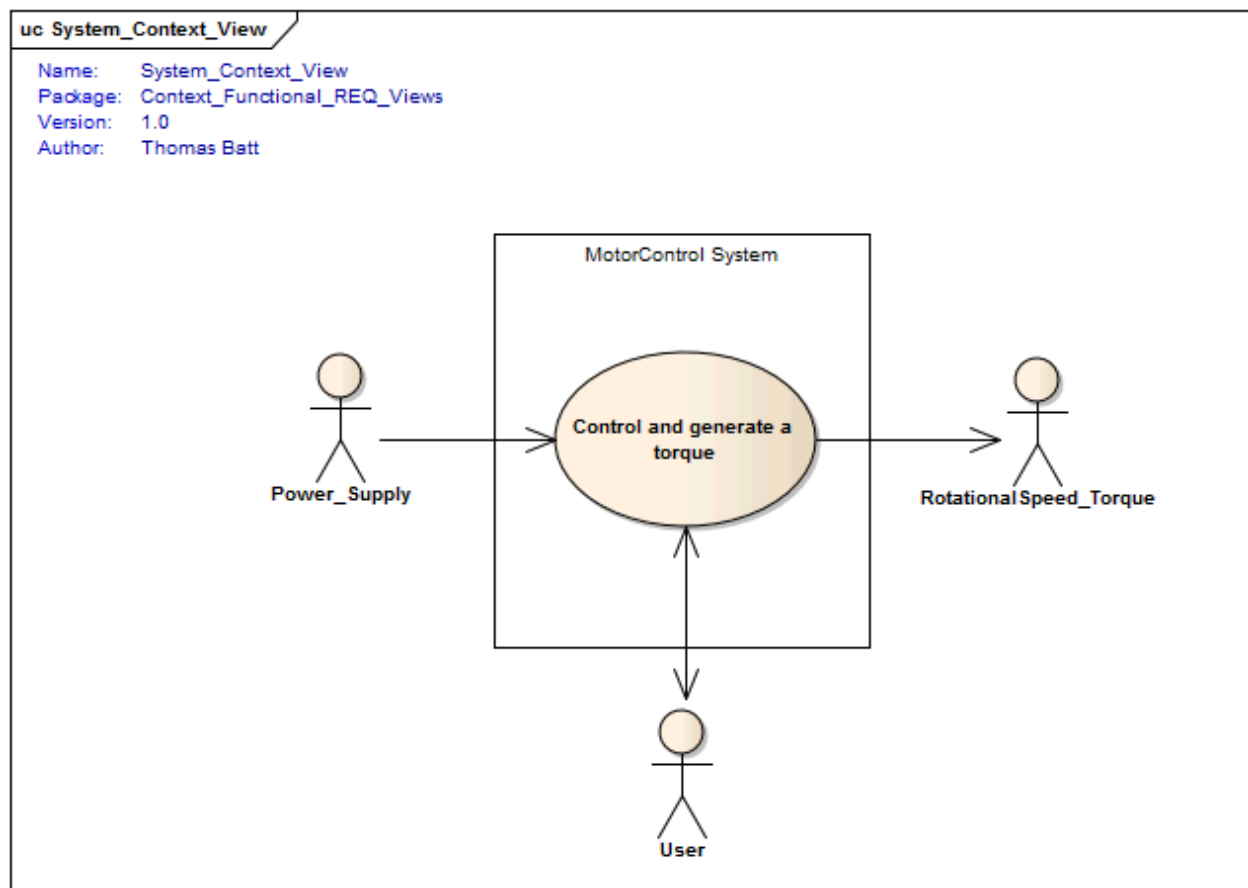 uc System_Context_View
Name: System_Context_View
Package: Context_Functional_REQ_Views
Version: 1.0
Author: Thomas Batt
MotorControl System
Control and generate a
torque
Power_Supply
RotationalSpeed_Torque
User